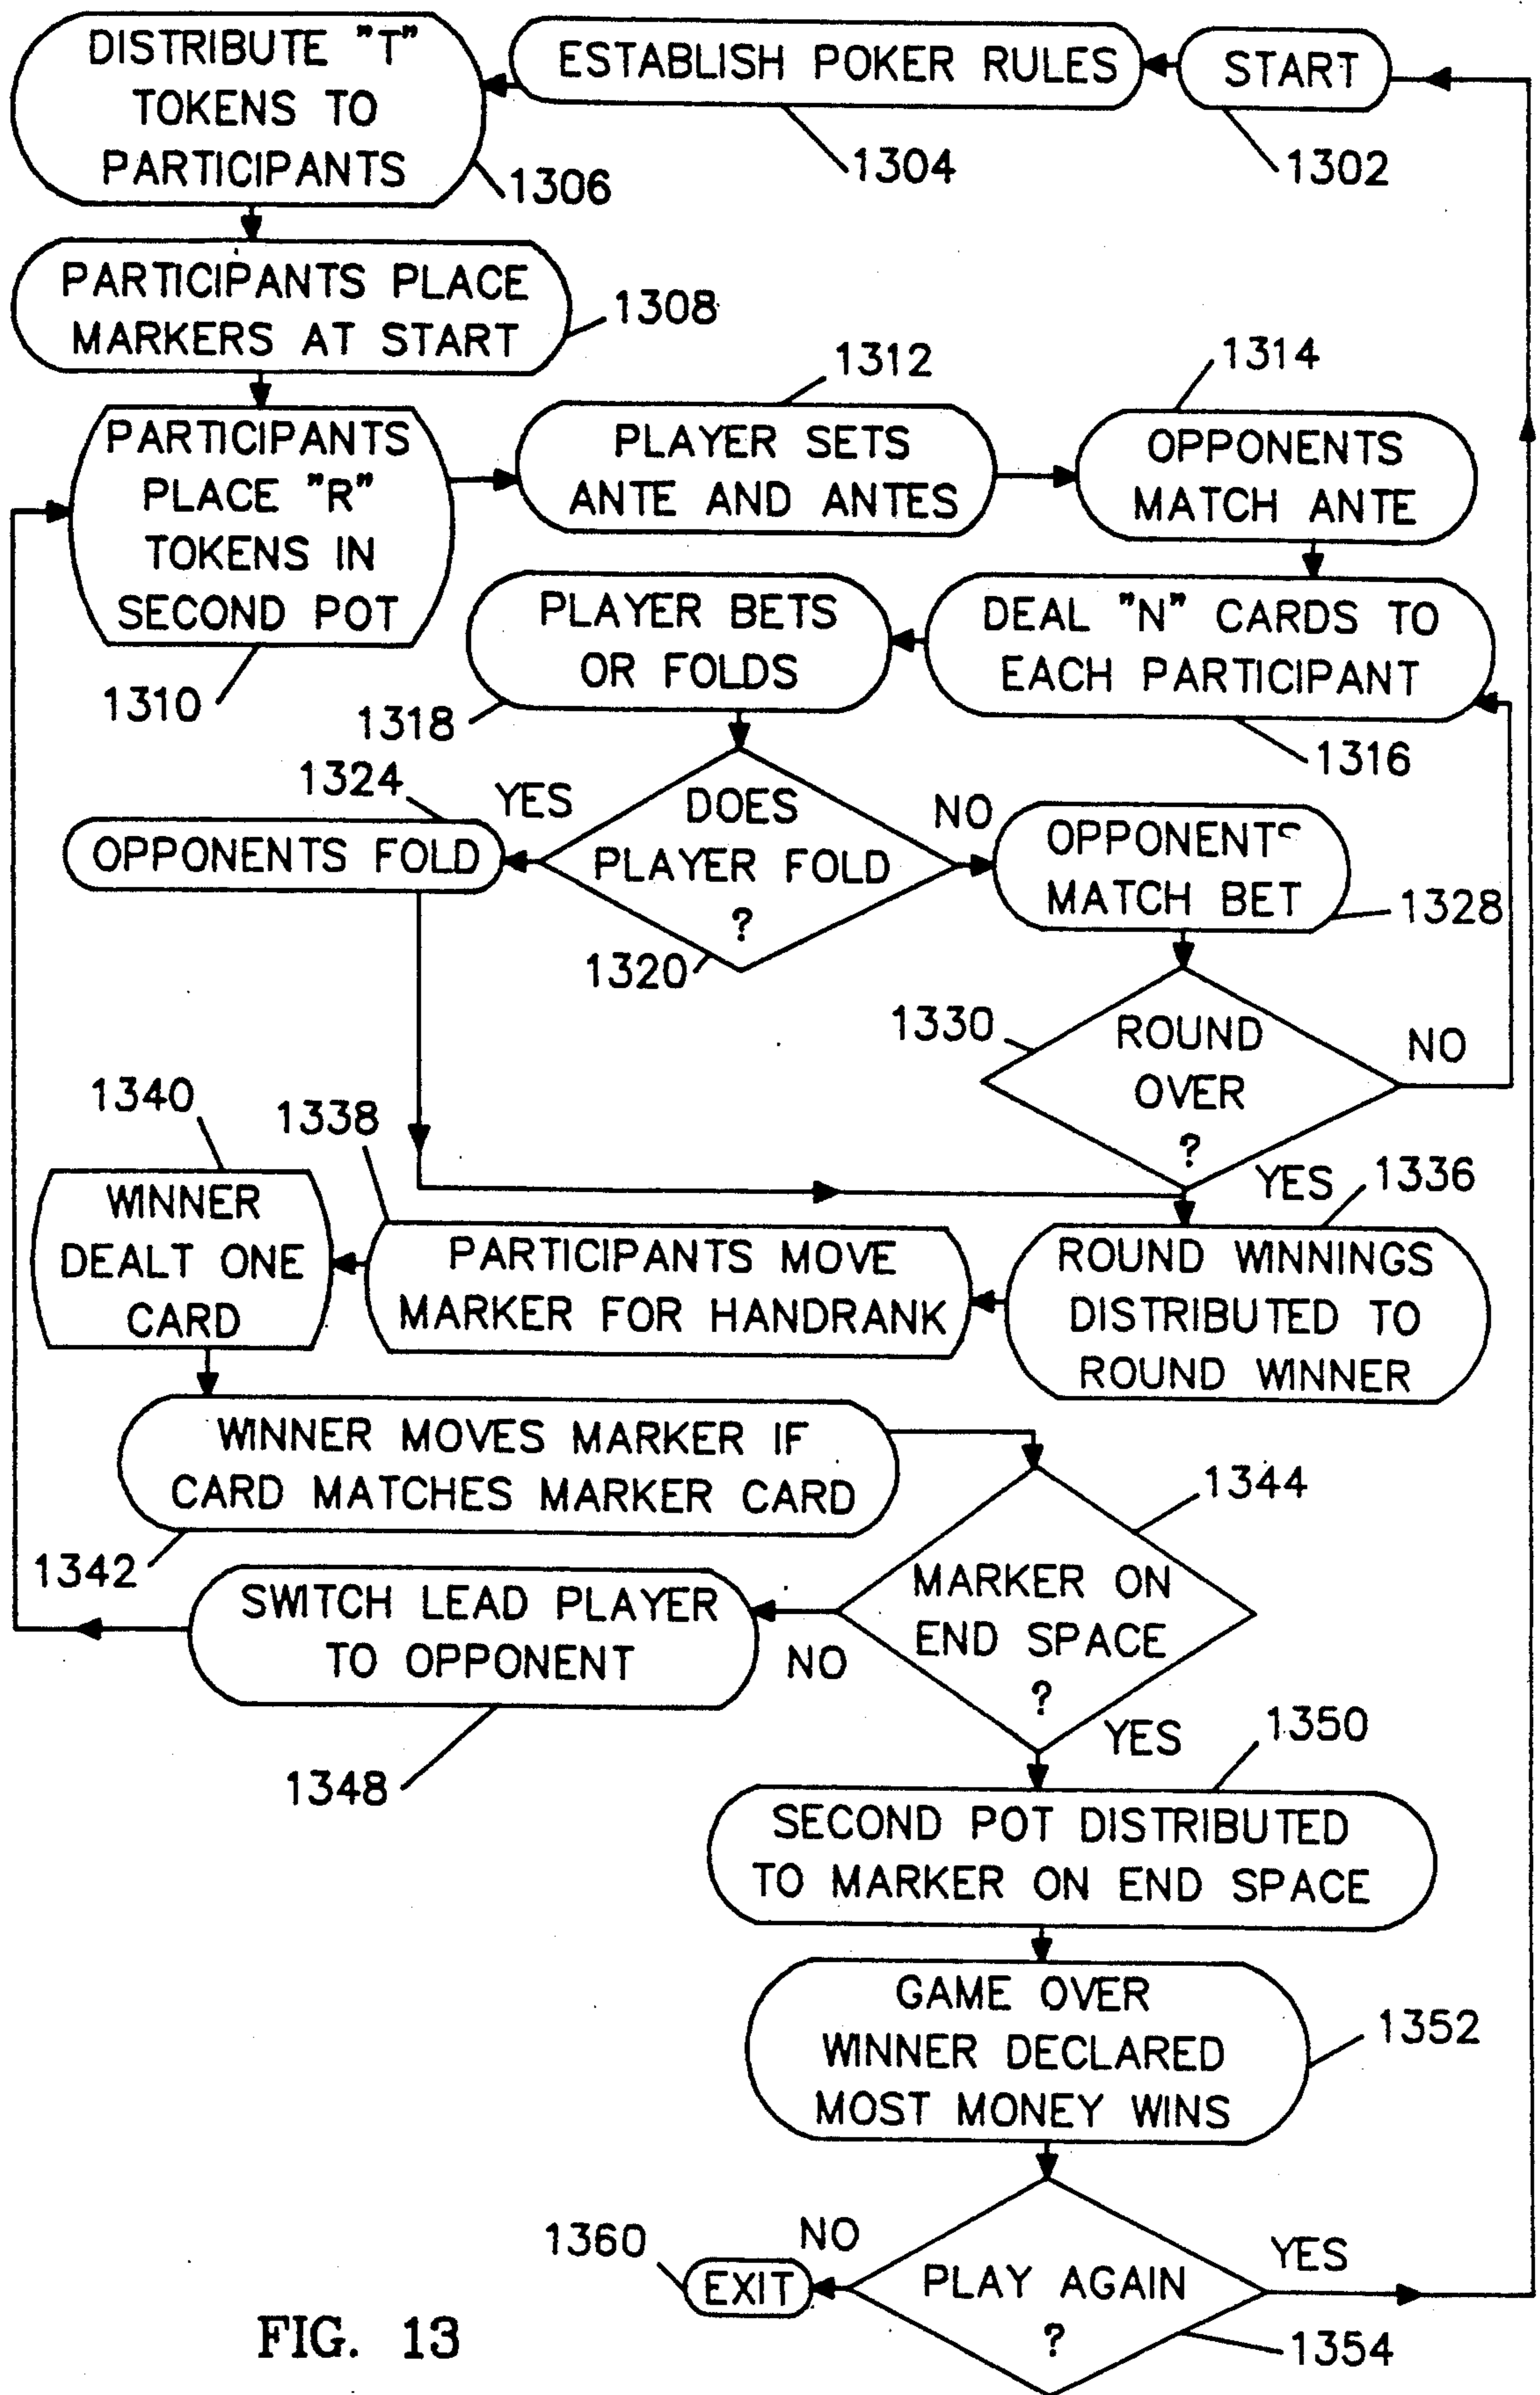 DISTRIBUTE "T"
TOKENS TO
PARTICIPANTS
1306
ESTABLISH POKER RULES
1304
START
1302
PARTICIPANTS PLACE
MARKERS AT START
1308
PARTICIPANTS
PLACE "R"
TOKENS IN
SECOND POT
1310
1312
PLAYER SETS
ANTE AND ANTES
1314
OPPONENTS
MATCH ANTE
PLAYER BETS
OR FOLDS
1318
DEAL "N" CARDS TO
EACH PARTICIPANT
1316
1324
YES
OPPONENTS FOLD
DOES
PLAYER FOLD
?
1320
NO
OPPONENTS
MATCH BET
1328
1330
ROUND
OVER
?
NO
YES
1340
1338
1336
WINNER
DEALT ONE
CARD
PARTICIPANTS MOVE
MARKER FOR HANDRANK
ROUND WINNINGS
DISTRIBUTED TO
ROUND WINNER
WINNER MOVES MARKER IF
CARD MATCHES MARKER CARD
1342
1344
SWITCH LEAD PLAYER
TO OPPONENT
1348
NO
MARKER ON
END SPACE
?
YES
1350
SECOND POT DISTRIBUTED
TO MARKER ON END SPACE
GAME OVER
WINNER DECLARED
MOST MONEY WINS
1352
1360
NO
EXIT
PLAY AGAIN
?
YES
1354
FIG. 13